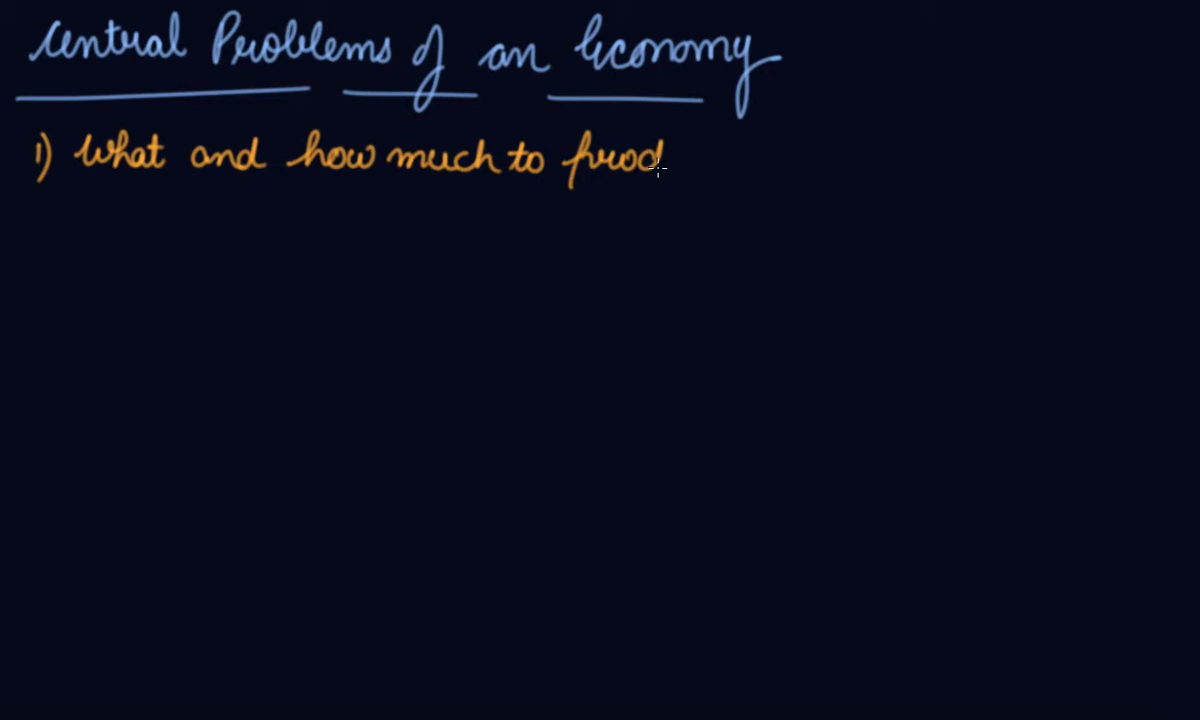 Central Problems of an Economy
1) What and how much to prod